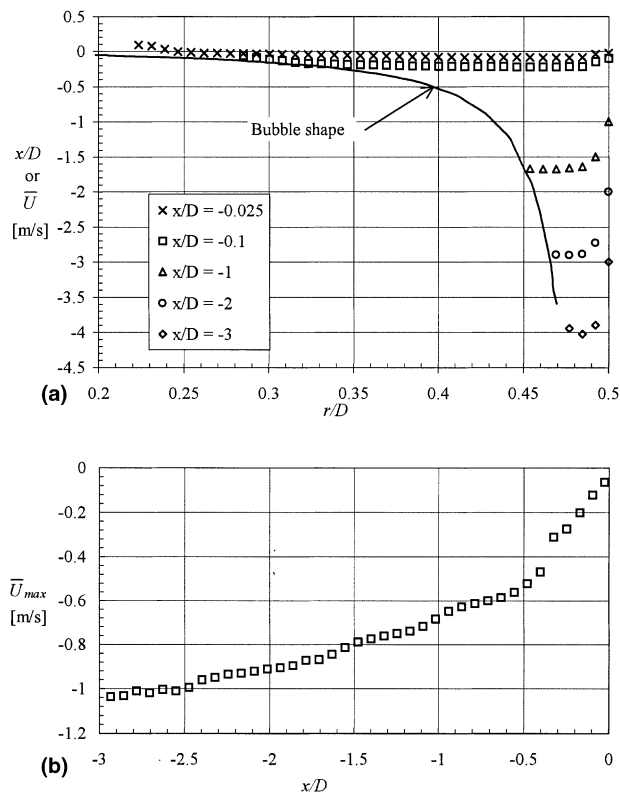 0.5
0
-0.5
-1
-1.5
-2
-2.5
-3
-3.5
-4
-4.5
x/D
or
U̅
[m/s]
Bubble shape
x/D = -0.025
x/D = -0.1
x/D = -1
x/D = -2
x/D = -3
0.2 0.25 0.3 0.35 0.4 0.45 0.5
(a)
r/D
0
-0.2
-0.4
-0.6
-0.8
-1
-1.2
U̅max
[m/s]
-3 -2.5 -2 -1.5 -1 -0.5 0
(b)
x/D